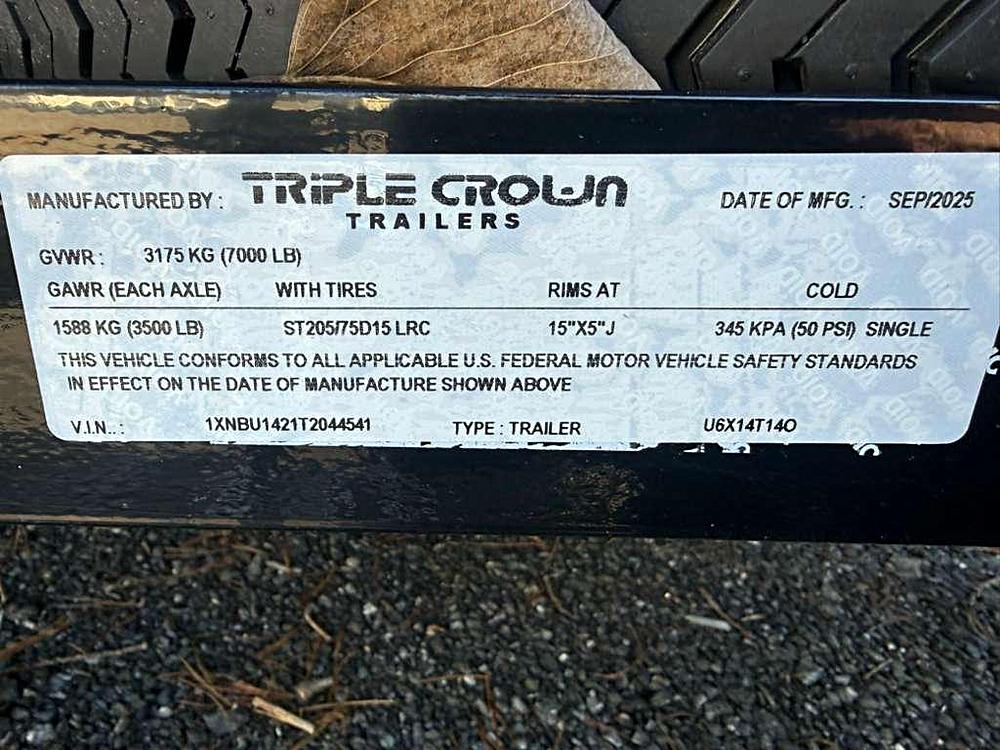 MANUFACTURED BY : TRIPLE CROWN TRAILERS DATE OF MFG. : SEP/2025
GVWR : 3175 KG (7000 LB)
GAWR (EACH AXLE) WITH TIRES RIMS AT COLD
1588 KG (3500 LB) ST205/75D15 LRC 15"X5"J 345 KPA (50 PSI) SINGLE
THIS VEHICLE CONFORMS TO ALL APPLICABLE U.S. FEDERAL MOTOR VEHICLE SAFETY STANDARDS
IN EFFECT ON THE DATE OF MANUFACTURE SHOWN ABOVE
V.I.N.. : 1XNBU1421T2044541 TYPE : TRAILER U6X14T14O